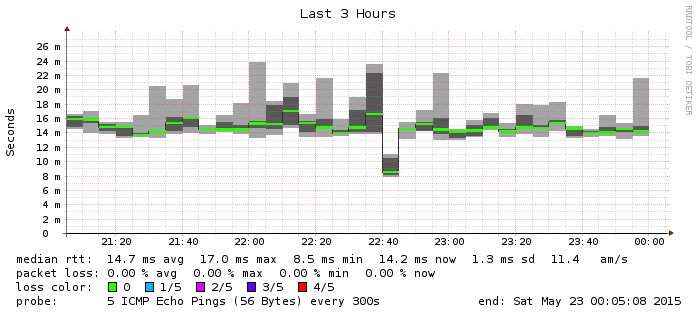 Last 3 Hours
RRDTOOL / TOBI OETIKER
Seconds
26 m
24 m
22 m
20 m
18 m
16 m
14 m
12 m
10 m
8 m
6 m
4 m
2 m
0
21:20 21:40 22:00 22:20 22:40 23:00 23:20 23:40 00:00
median rtt: 14.7 ms avg 17.0 ms max 8.5 ms min 14.2 ms now 1.3 ms sd 11.4 am/s
packet loss: 0.00 % avg 0.00 % max 0.00 % min 0.00 % now
loss color: 0 1/5 2/5 3/5 4/5
probe: 5 ICMP Echo Pings (56 Bytes) every 300s end: Sat May 23 00:05:08 2015